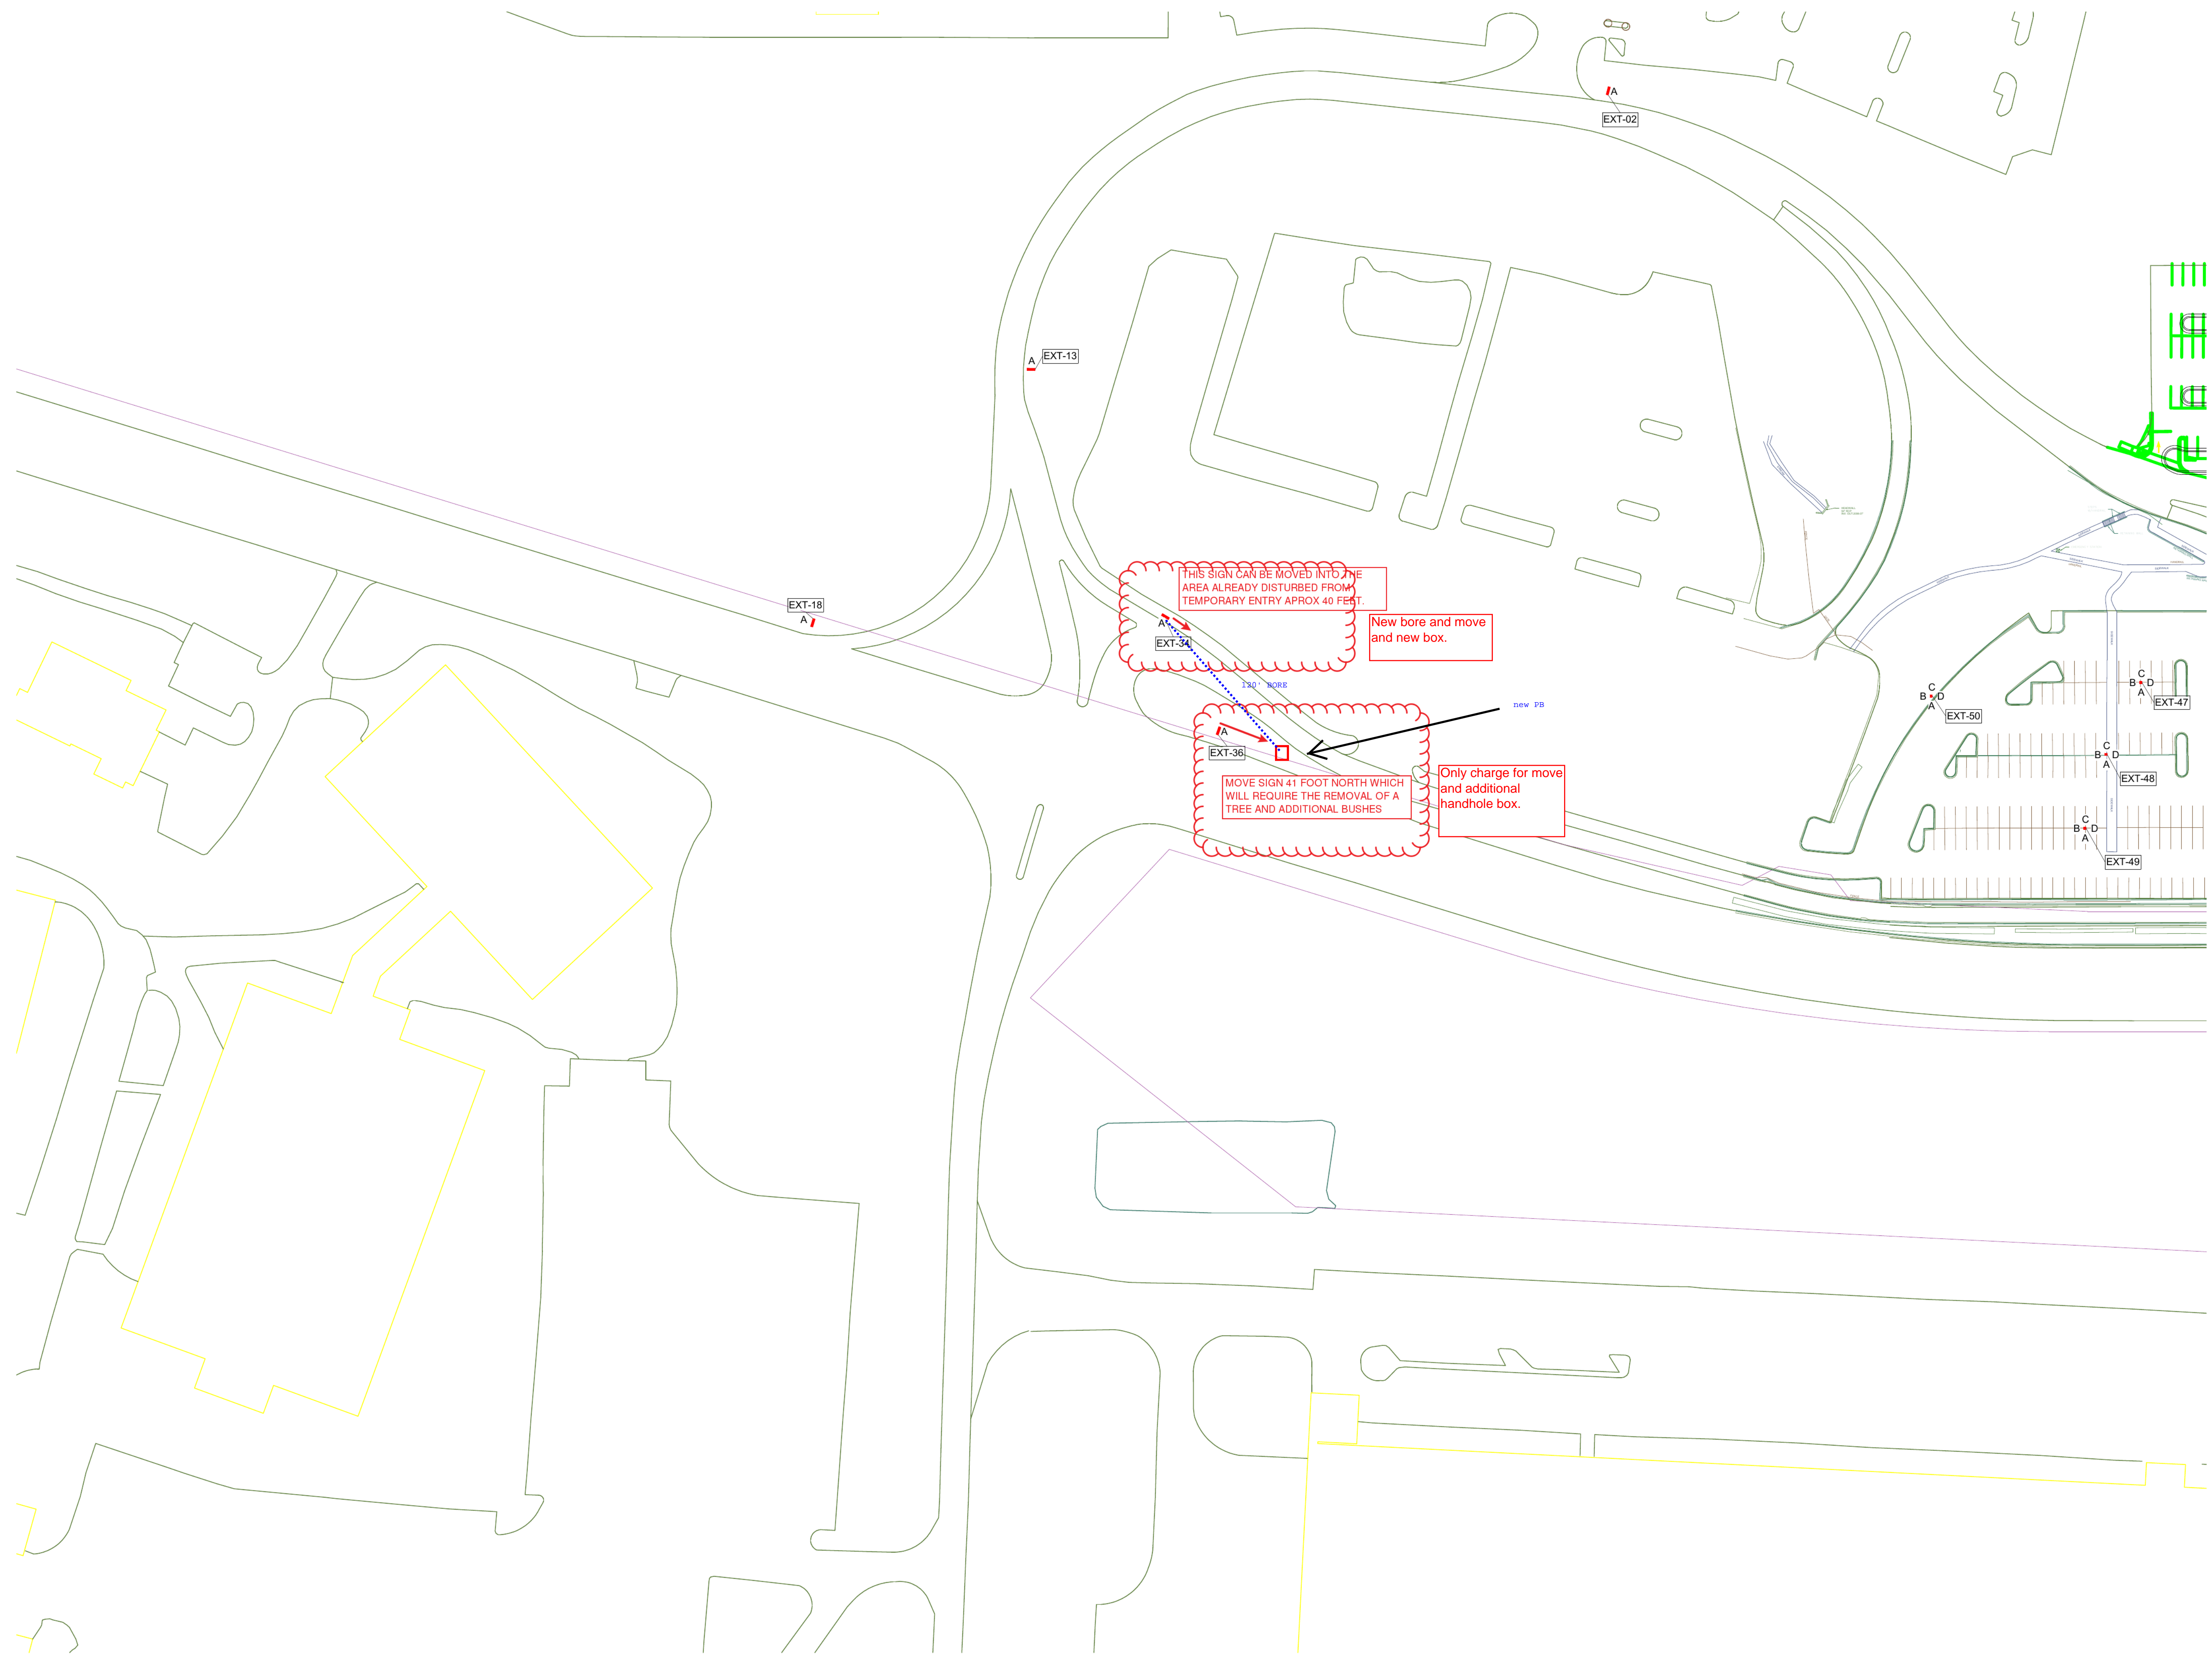 A
EXT-02
A
EXT-13
EXT-18
A
THIS SIGN CAN BE MOVED INTO THE
AREA ALREADY DISTURBED FROM
TEMPORARY ENTRY APROX 40 FEET.
New bore and move
and new box.
A
EXT-34
120' BORE
new PB
A
EXT-36
MOVE SIGN 41 FOOT NORTH WHICH
WILL REQUIRE THE REMOVAL OF A
TREE AND ADDITIONAL BUSHES
Only charge for move
and additional
handhole box.
C
B D
A
EXT-50
C
B D
A
EXT-47
C
B D
A
EXT-48
C
B D
A
EXT-49